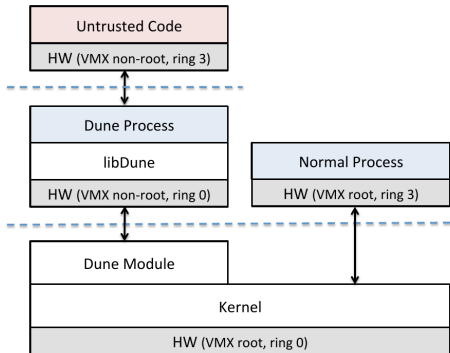 Untrusted Code
HW (VMX non-root, ring 3)
Dune Process
libDune
HW (VMX non-root, ring 0)
Normal Process
HW (VMX root, ring 3)
Dune Module
Kernel
HW (VMX root, ring 0)